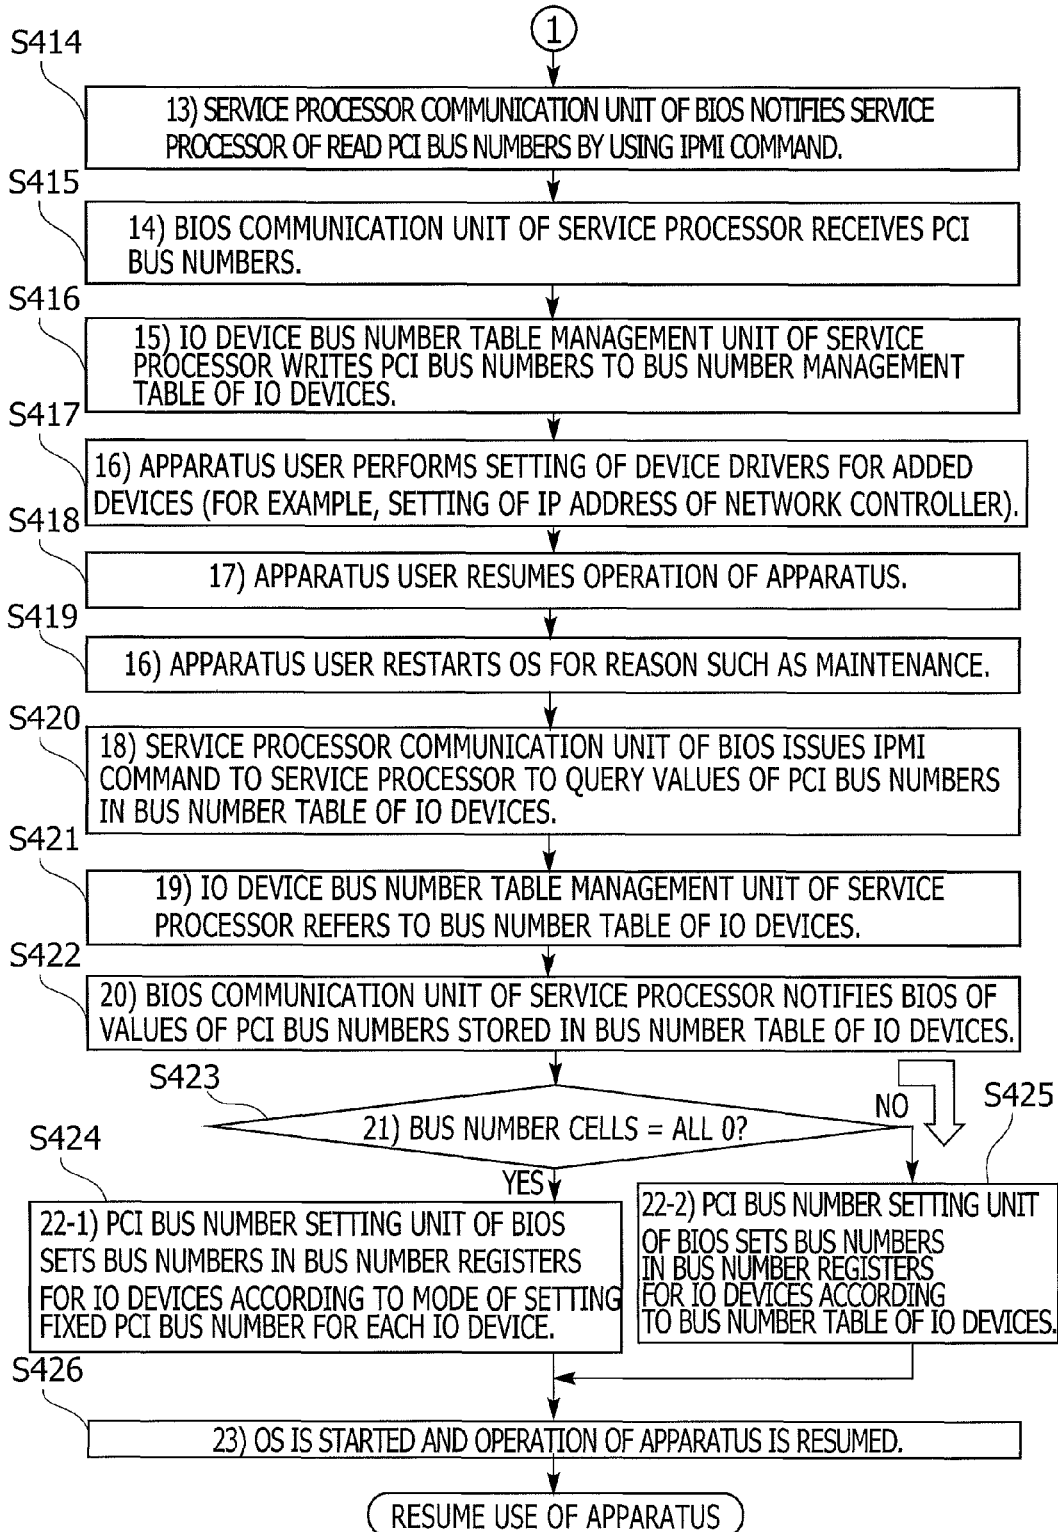 1
S414
13) SERVICE PROCESSOR COMMUNICATION UNIT OF BIOS NOTIFIES SERVICE
PROCESSOR OF READ PCI BUS NUMBERS BY USING IPMI COMMAND.
S415
14) BIOS COMMUNICATION UNIT OF SERVICE PROCESSOR RECEIVES PCI
BUS NUMBERS.
S416
15) IO DEVICE BUS NUMBER TABLE MANAGEMENT UNIT OF SERVICE
PROCESSOR WRITES PCI BUS NUMBERS TO BUS NUMBER MANAGEMENT
TABLE OF IO DEVICES.
S417
16) APPARATUS USER PERFORMS SETTING OF DEVICE DRIVERS FOR ADDED
DEVICES (FOR EXAMPLE, SETTING OF IP ADDRESS OF NETWORK CONTROLLER).
S418
17) APPARATUS USER RESUMES OPERATION OF APPARATUS.
S419
16) APPARATUS USER RESTARTS OS FOR REASON SUCH AS MAINTENANCE.
S420
18) SERVICE PROCESSOR COMMUNICATION UNIT OF BIOS ISSUES IPMI
COMMAND TO SERVICE PROCESSOR TO QUERY VALUES OF PCI BUS NUMBERS
IN BUS NUMBER TABLE OF IO DEVICES.
S421
19) IO DEVICE BUS NUMBER TABLE MANAGEMENT UNIT OF SERVICE
PROCESSOR REFERS TO BUS NUMBER TABLE OF IO DEVICES.
S422
20) BIOS COMMUNICATION UNIT OF SERVICE PROCESSOR NOTIFIES BIOS OF
VALUES OF PCI BUS NUMBERS STORED IN BUS NUMBER TABLE OF IO DEVICES.
S423
21) BUS NUMBER CELLS = ALL 0?
NO
S425
S424
YES
22-1) PCI BUS NUMBER SETTING UNIT OF BIOS
SETS BUS NUMBERS IN BUS NUMBER REGISTERS
FOR IO DEVICES ACCORDING TO MODE OF SETTING
FIXED PCI BUS NUMBER FOR EACH IO DEVICE.
22-2) PCI BUS NUMBER SETTING UNIT
OF BIOS SETS BUS NUMBERS
IN BUS NUMBER REGISTERS
FOR IO DEVICES ACCORDING
TO BUS NUMBER TABLE OF IO DEVICES.
S426
23) OS IS STARTED AND OPERATION OF APPARATUS IS RESUMED.
RESUME USE OF APPARATUS